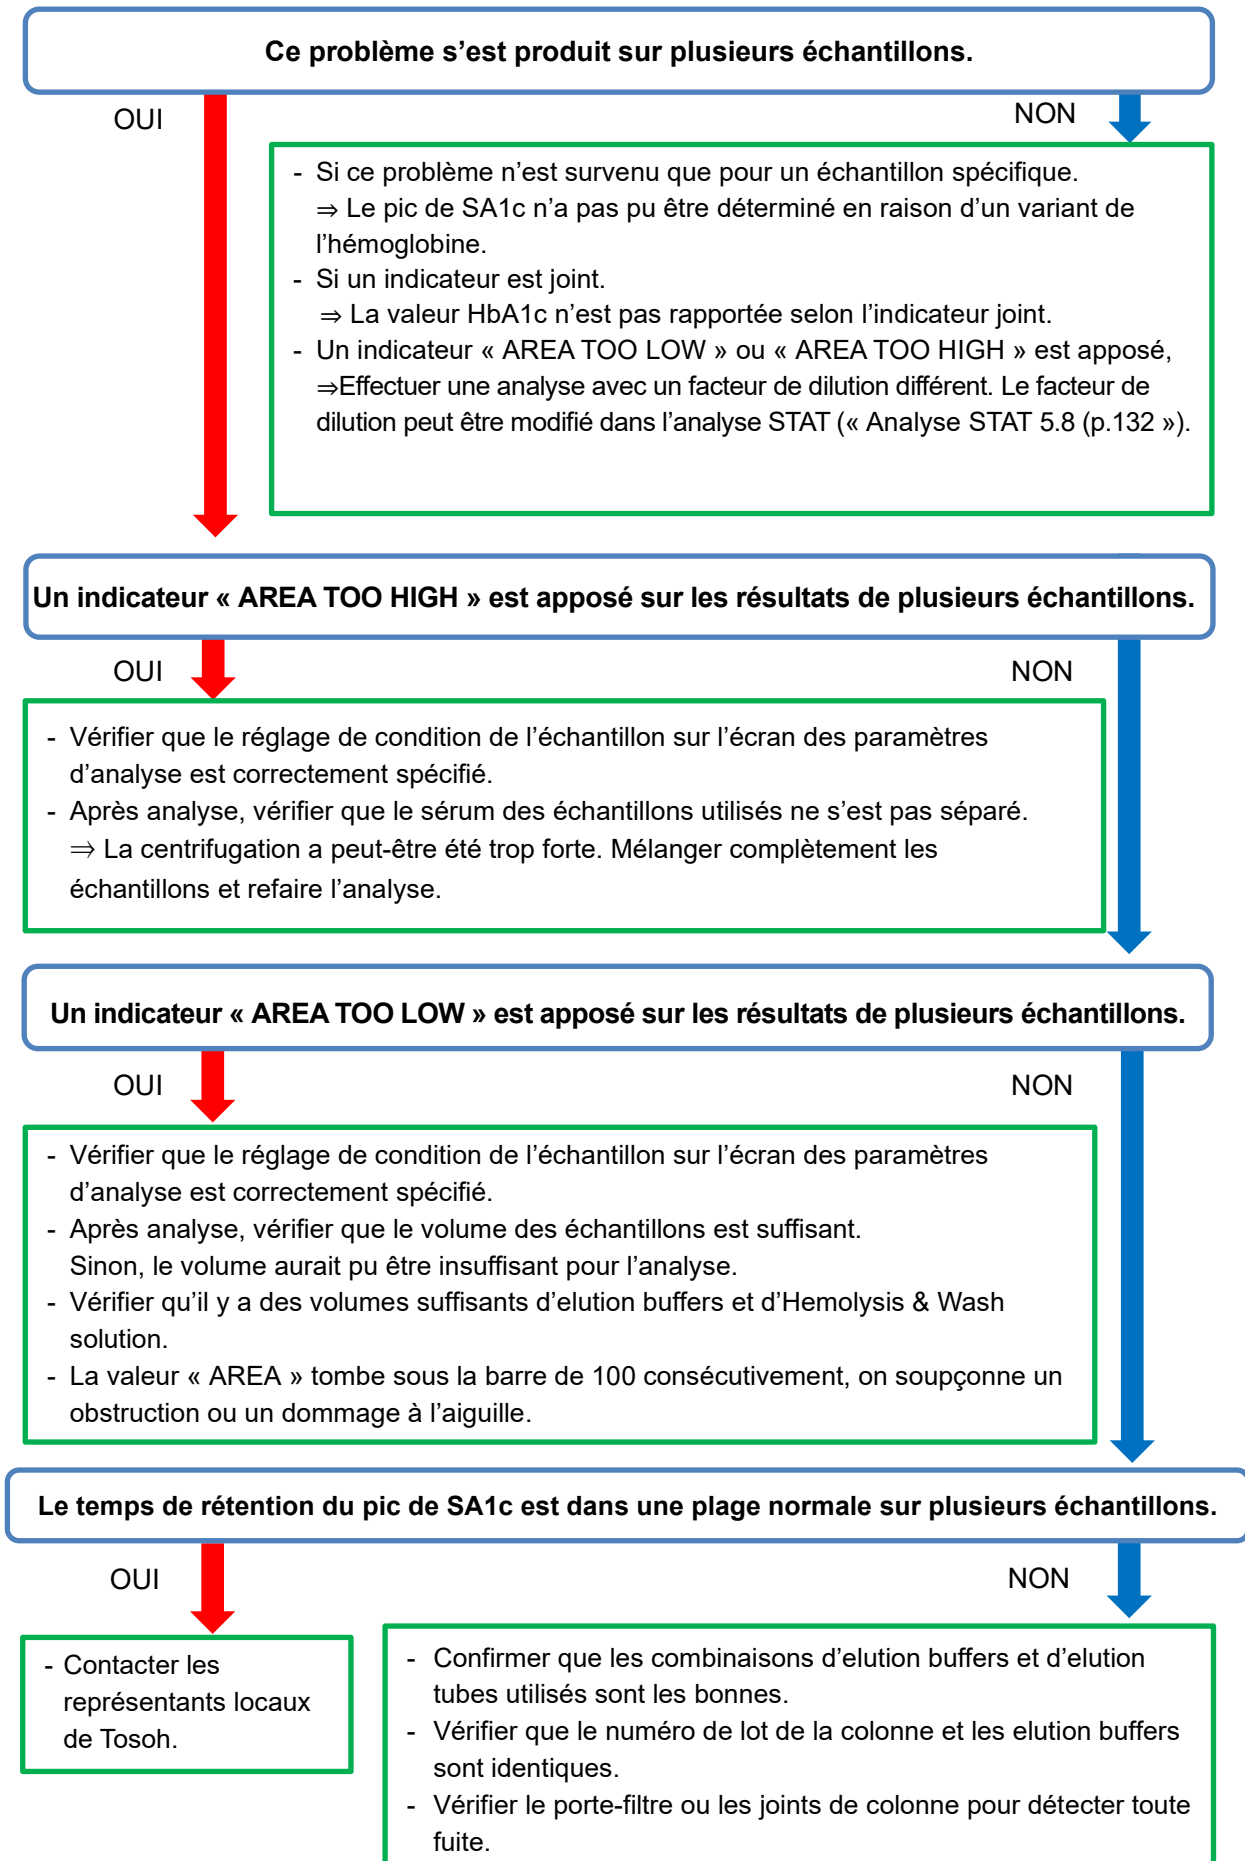 Ce problème s’est produit sur plusieurs échantillons.
OUI
NON
- Si ce problème n’est survenu que pour un échantillon spécifique.
⇒ Le pic de SA1c n’a pas pu être déterminé en raison d’un variant de
l’hémoglobine.
- Si un indicateur est joint.
⇒ La valeur HbA1c n’est pas rapportée selon l’indicateur joint.
- Un indicateur « AREA TOO LOW » ou « AREA TOO HIGH » est apposé,
⇒Effectuer une analyse avec un facteur de dilution différent. Le facteur de
dilution peut être modifié dans l’analyse STAT (« Analyse STAT 5.8 (p.132 »).
Un indicateur « AREA TOO HIGH » est apposé sur les résultats de plusieurs échantillons.
OUI
NON
- Vérifier que le réglage de condition de l’échantillon sur l’écran des paramètres
d’analyse est correctement spécifié.
- Après analyse, vérifier que le sérum des échantillons utilisés ne s’est pas séparé.
⇒ La centrifugation a peut-être été trop forte. Mélanger complètement les
échantillons et refaire l’analyse.
Un indicateur « AREA TOO LOW » est apposé sur les résultats de plusieurs échantillons.
OUI
NON
- Vérifier que le réglage de condition de l’échantillon sur l’écran des paramètres
d’analyse est correctement spécifié.
- Après analyse, vérifier que le volume des échantillons est suffisant.
Sinon, le volume aurait pu être insuffisant pour l’analyse.
- Vérifier qu’il y a des volumes suffisants d’elution buffers et d’Hemolysis & Wash
solution.
- La valeur « AREA » tombe sous la barre de 100 consécutivement, on soupçonne un
obstruction ou un dommage à l’aiguille.
Le temps de rétention du pic de SA1c est dans une plage normale sur plusieurs échantillons.
OUI
NON
- Contacter les
représentants locaux
de Tosoh.
- Confirmer que les combinaisons d’elution buffers et d’elution
tubes utilisés sont les bonnes.
- Vérifier que le numéro de lot de la colonne et les elution buffers
sont identiques.
- Vérifier le porte-filtre ou les joints de colonne pour détecter toute
fuite.